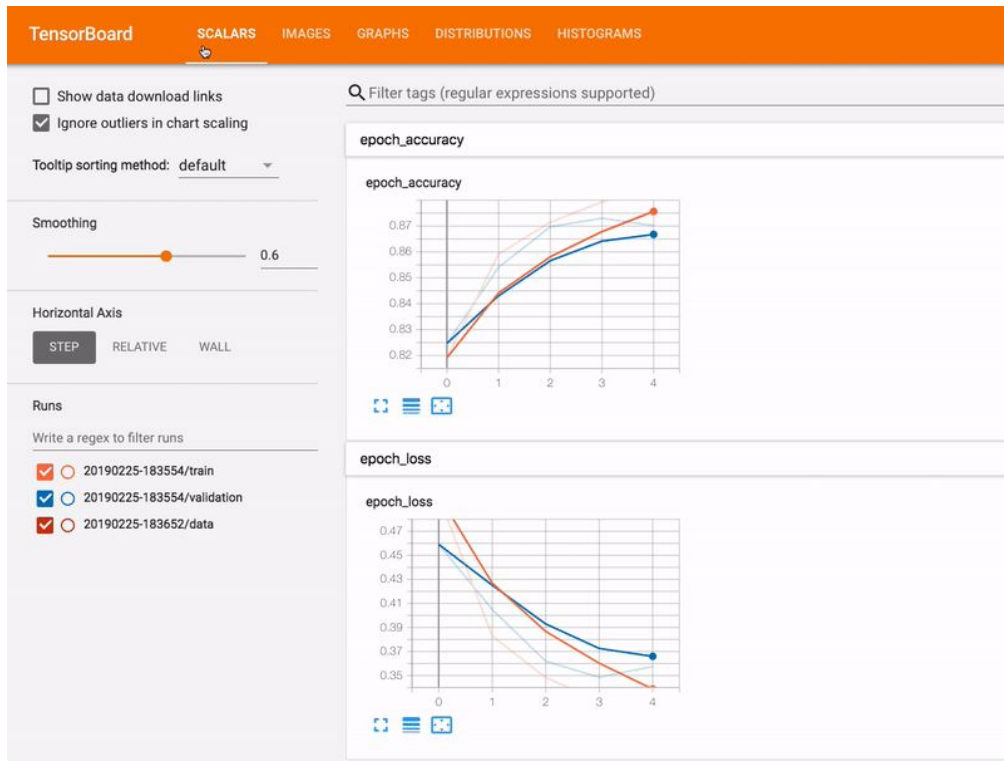 TensorBoard SCALARS IMAGES GRAPHS DISTRIBUTIONS HISTOGRAMS
Show data download links
Ignore outliers in chart scaling
Tooltip sorting method: default
Smoothing
0.6
Horizontal Axis
STEP RELATIVE WALL
Runs
Write a regex to filter runs
20190225-183554/train
20190225-183554/validation
20190225-183652/data
Filter tags (regular expressions supported)
epoch_accuracy
epoch_accuracy
0.87
0.86
0.85
0.84
0.83
0.82
0 1 2 3 4
epoch_loss
epoch_loss
0.47
0.45
0.43
0.41
0.39
0.37
0.35
0 1 2 3 4